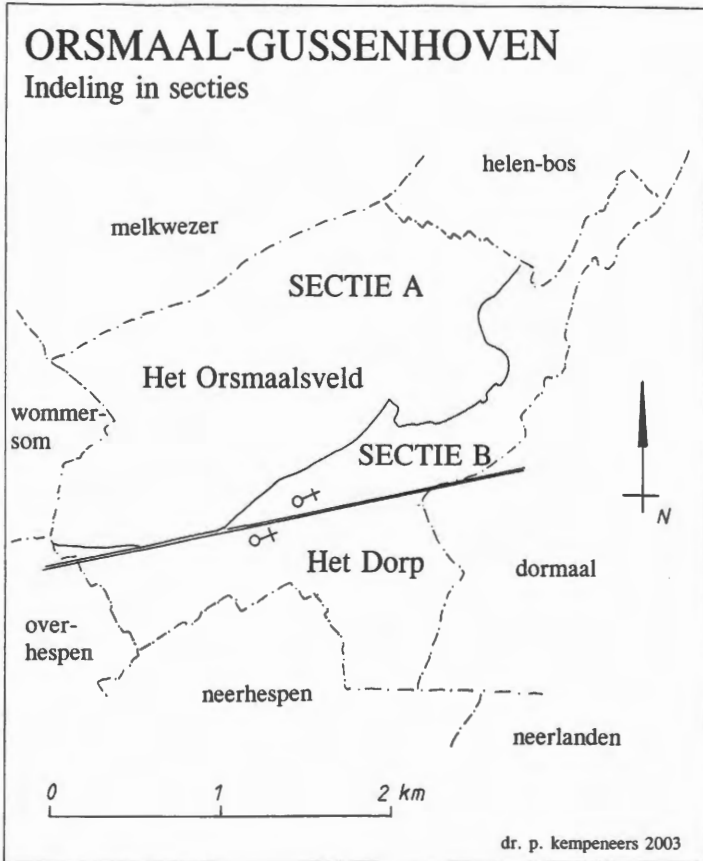 ORSMAAL-GUSSENHOVEN
Indeling in secties
helen-bos
melkwezer
SECTIE A
Het Orsmaalsveld
wommer-
som
SECTIE B
N
Het Dorp
dormaal
over-
hespen
neerhespen
neerlanden
0 1 2 km
dr. p. kempeneers 2003